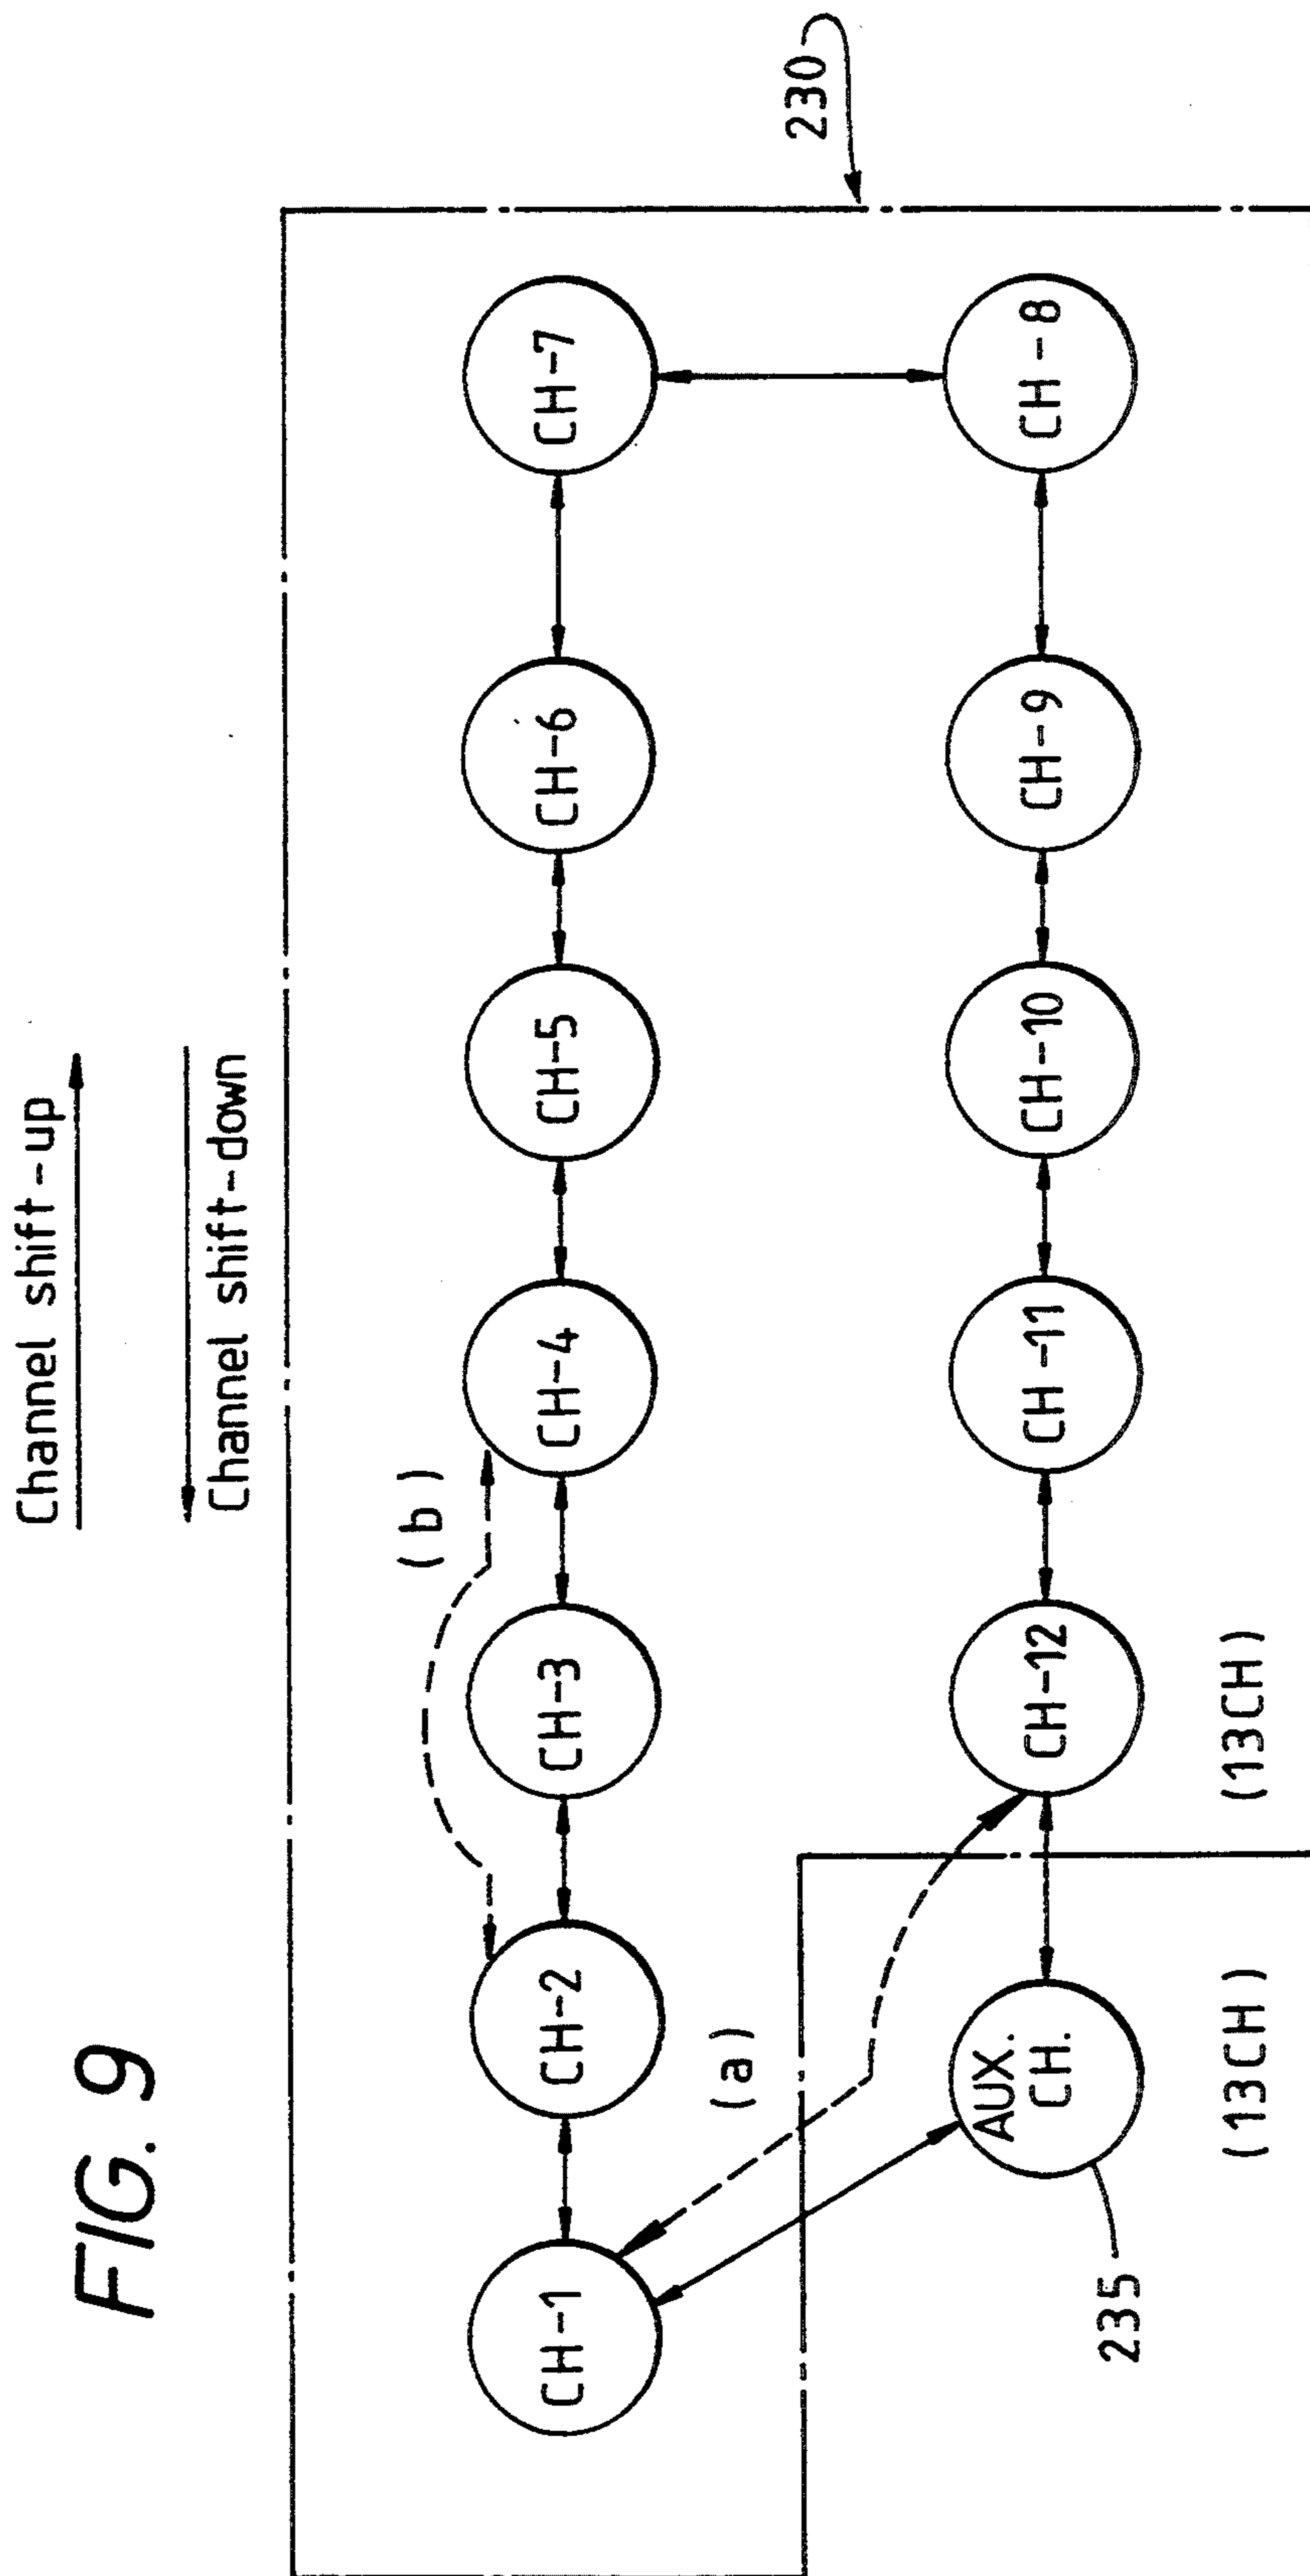 FIG. 9
Channel shift-up
Channel shift-down
230
(b)
CH-1
CH-2
CH-3
CH-4
CH-5
CH-6
CH-7
(a)
AUX.
CH.
CH-12
CH-11
CH-10
CH-9
CH-8
235
(13CH)
(13CH)